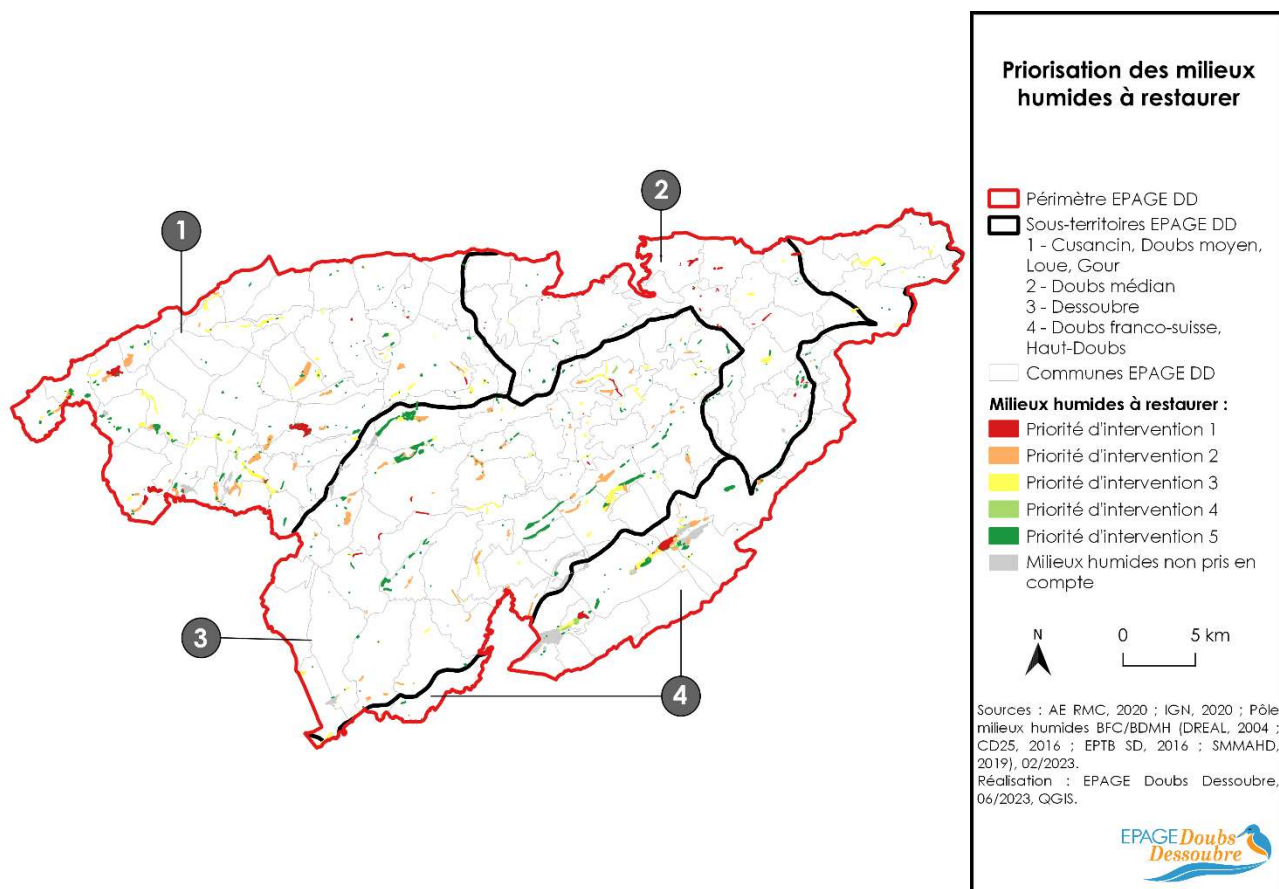 1
2
3
4
Priorisation des milieux
humides à restaurer
Périmètre EPAGE DD
Sous-territoires EPAGE DD
1 - Cusancin, Doubs moyen,
Loue, Gour
2 - Doubs médian
3 - Dessoubre
4 - Doubs franco-suisse,
Haut-Doubs
Communes EPAGE DD
Milieux humides à restaurer :
Priorité d'intervention 1
Priorité d'intervention 2
Priorité d'intervention 3
Priorité d'intervention 4
Priorité d'intervention 5
Milieux humides non pris en
compte
N
0 5 km
Sources : AE RMC, 2020 ; IGN, 2020 ; Pôle
milieux humides BFC/BDMH (DREAL, 2004 ;
CD25, 2016 ; EPTB SD, 2016 ; SMMAHD,
2019), 02/2023.
Réalisation : EPAGE Doubs Dessoubre,
06/2023, QGIS.
EPAGE Doubs
Dessoubre